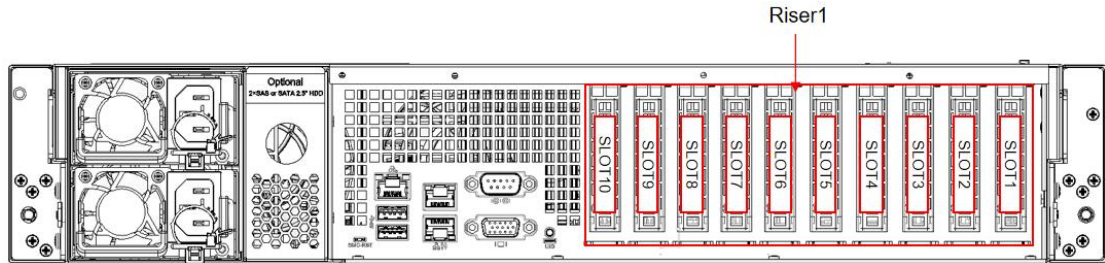 Riser1
Optional
2×SAS or SATA 2.5" HDD
SLOT10
SLOT9
SLOT8
SLOT7
SLOT6
SLOT5
SLOT4
SLOT3
SLOT2
SLOT1
UID